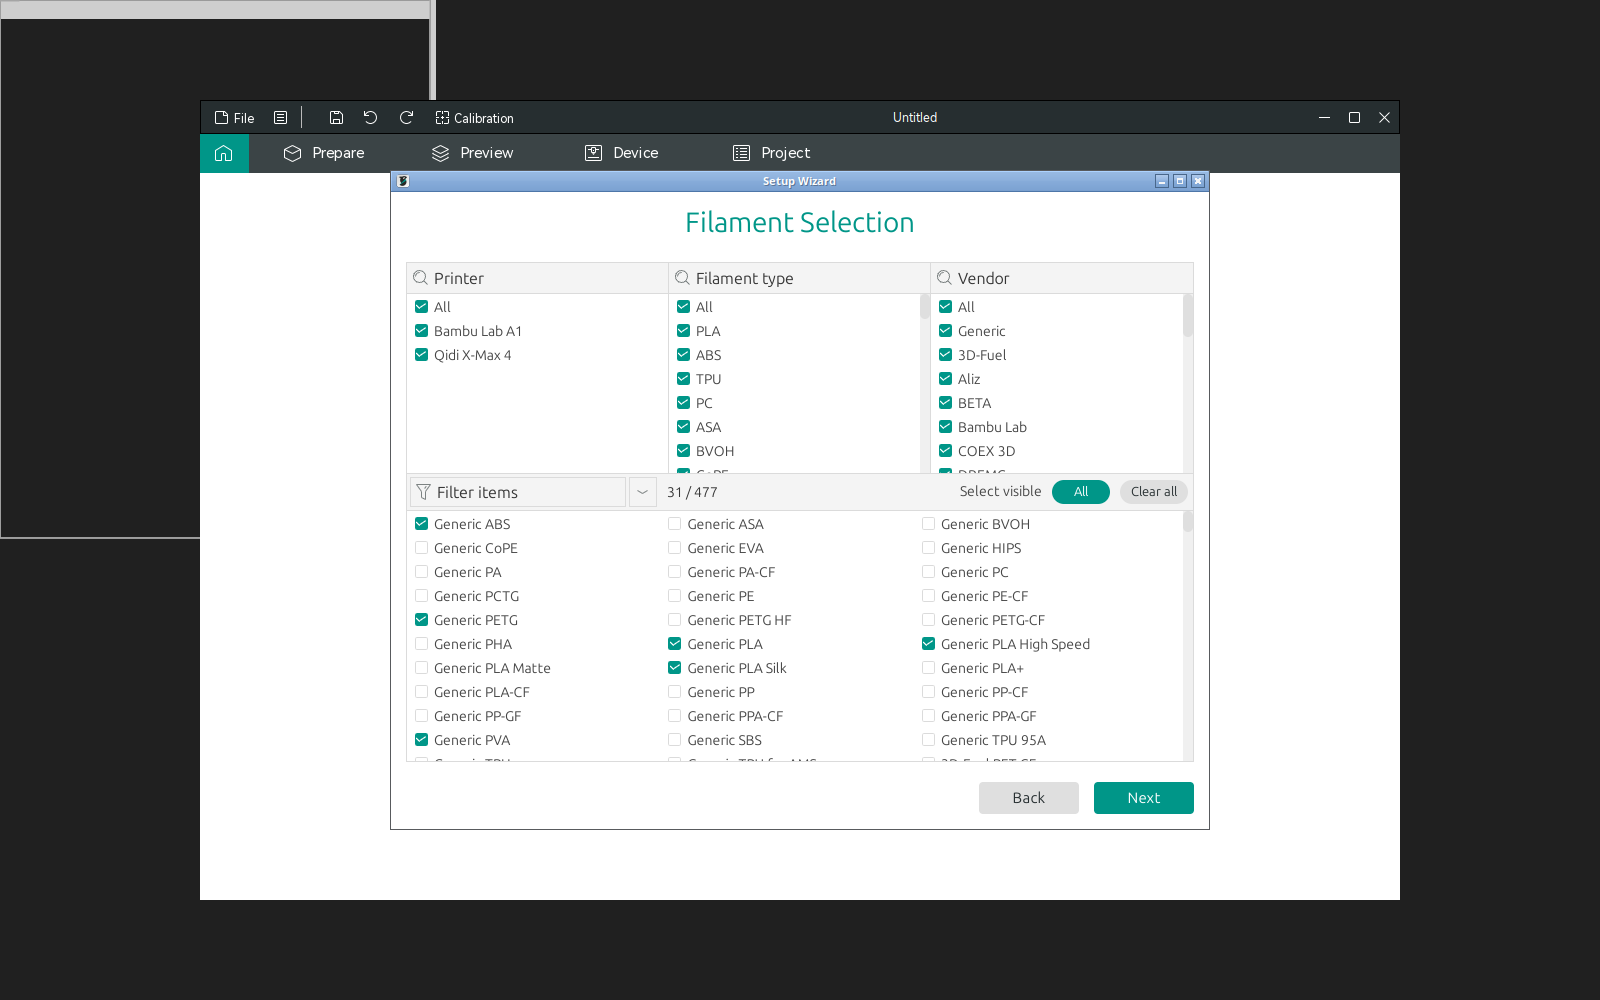 File Calibration Untitled
Prepare Preview Device Project
Setup Wizard
Filament Selection
Printer Filament type Vendor
All All All
Bambu Lab A1 PLA Generic
Qidi X-Max 4 ABS 3D-Fuel
TPU Aliz
PC BETA
ASA Bambu Lab
BVOH COEX 3D
Filter items 31 / 477 Select visible All Clear all
Generic ABS Generic ASA Generic BVOH
Generic CoPE Generic EVA Generic HIPS
Generic PA Generic PA-CF Generic PC
Generic PCTG Generic PE Generic PE-CF
Generic PETG Generic PETG HF Generic PETG-CF
Generic PHA Generic PLA Generic PLA High Speed
Generic PLA Matte Generic PLA Silk Generic PLA+
Generic PLA-CF Generic PP Generic PP-CF
Generic PP-GF Generic PPA-CF Generic PPA-GF
Generic PVA Generic SBS Generic TPU 95A
Back Next